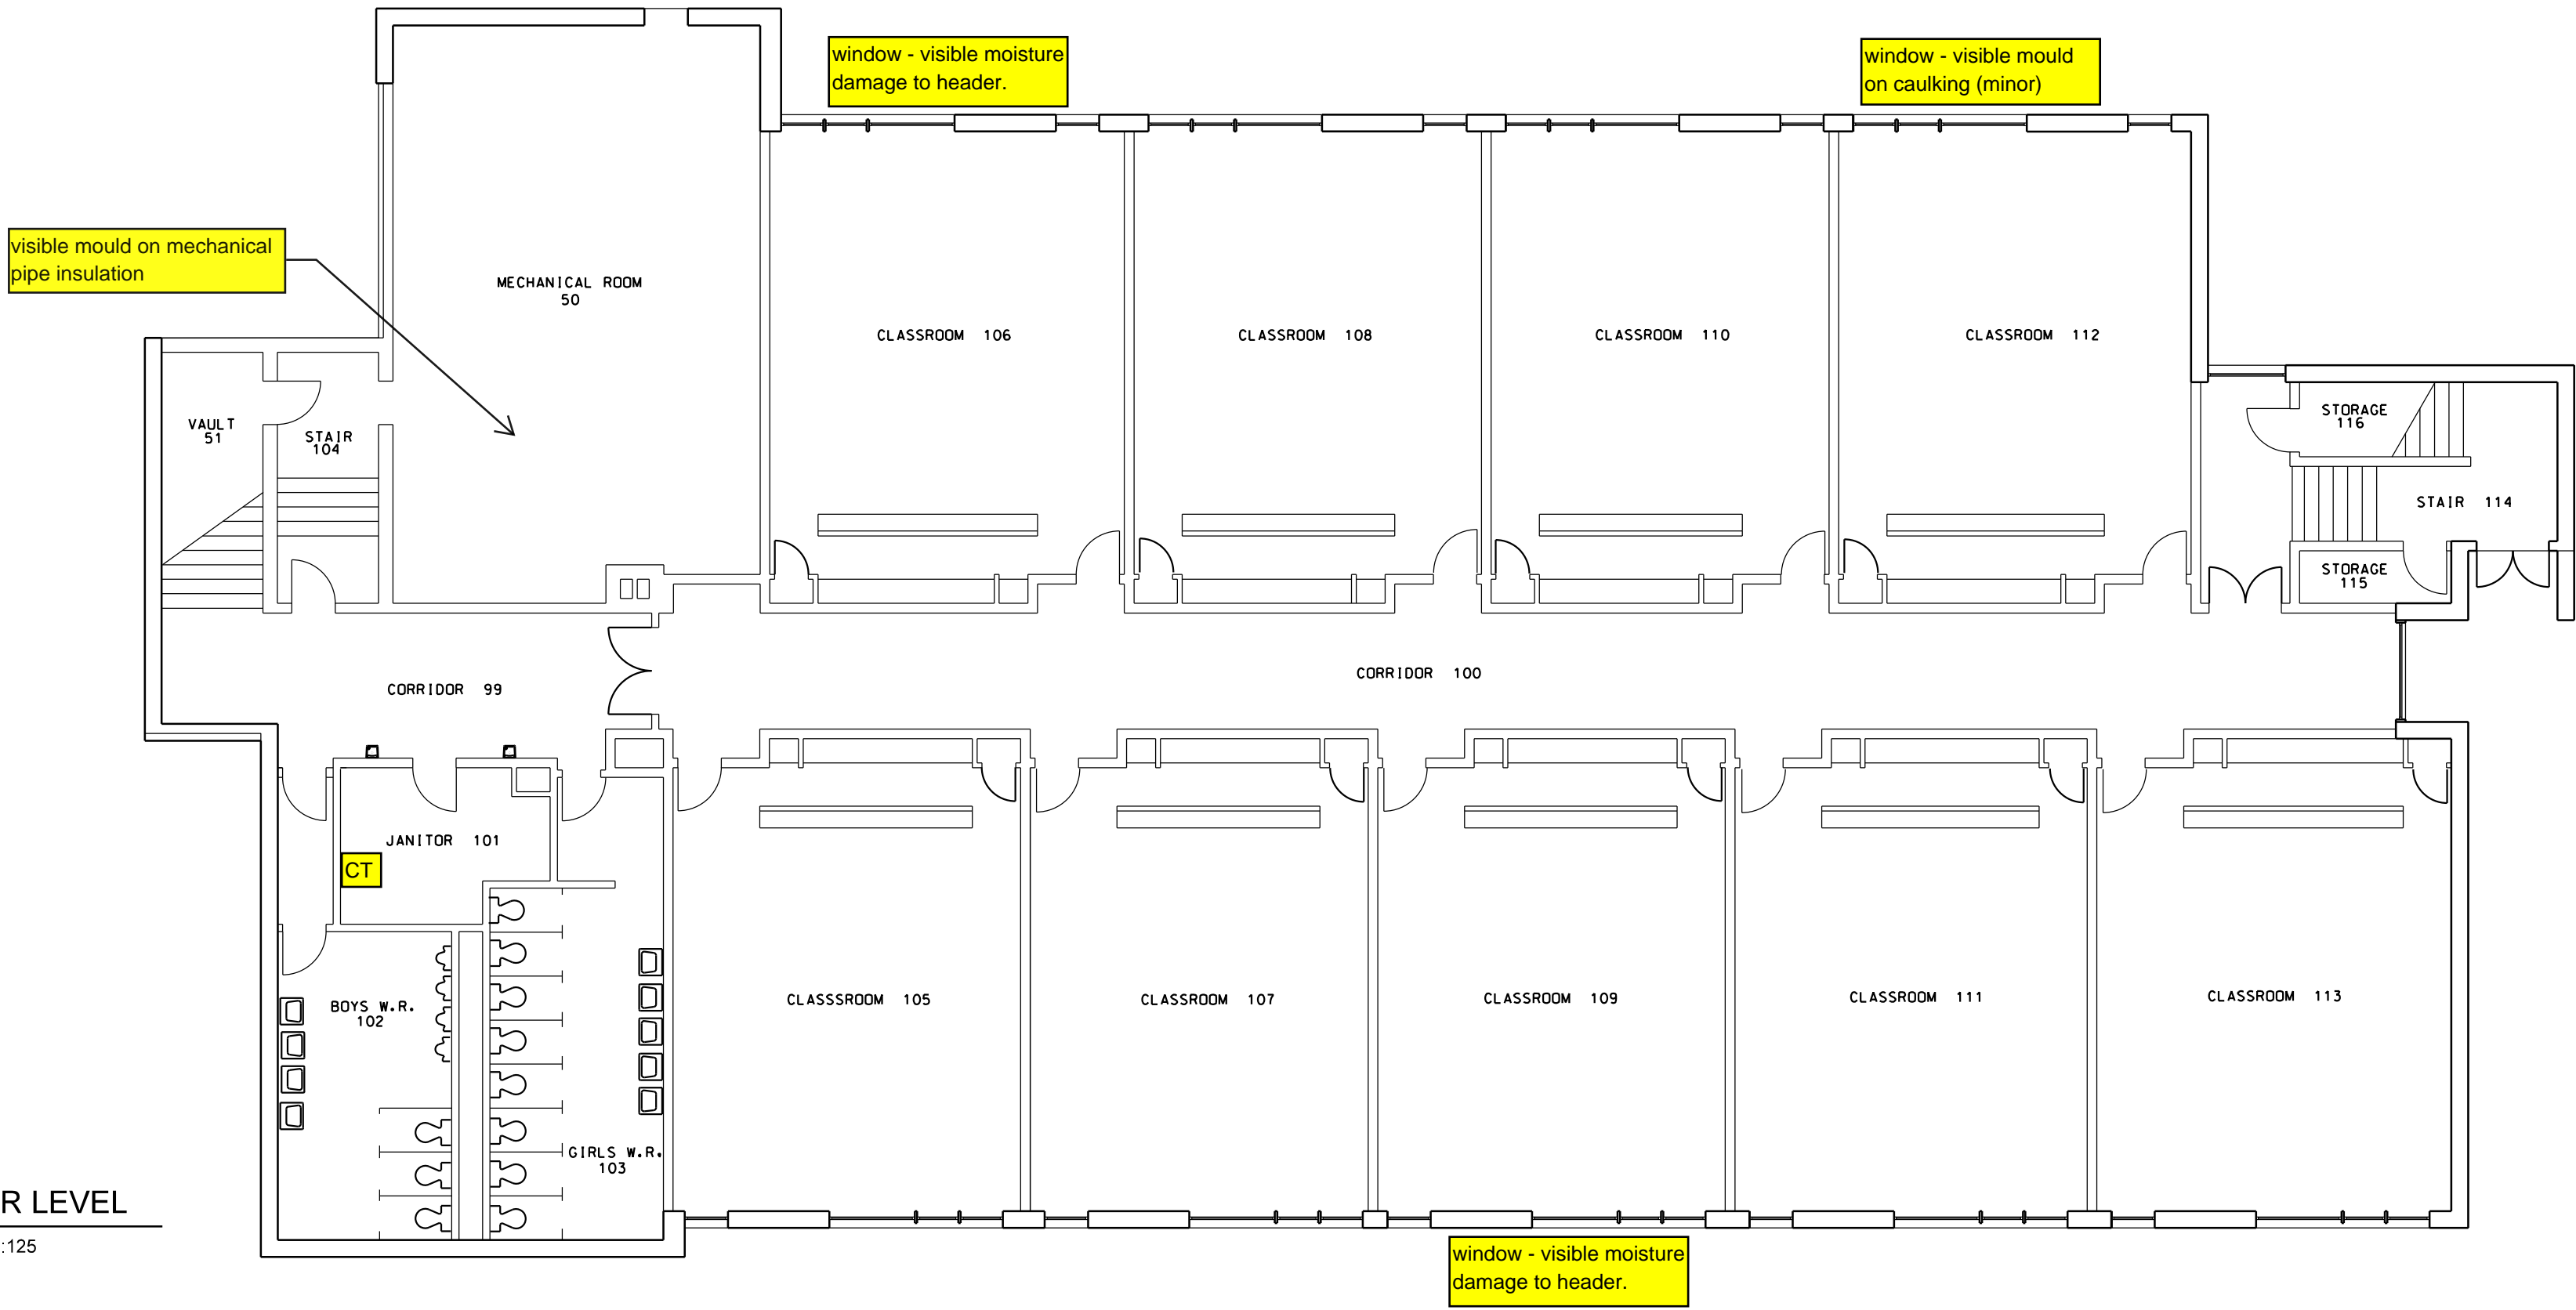 window - visible moisture
damage to header.
window - visible mould
on caulking (minor)
visible mould on mechanical
pipe insulation
MECHANICAL ROOM
50
CLASSROOM 106
CLASSROOM 108
CLASSROOM 110
CLASSROOM 112
VAULT
51
STAIR
104
STORAGE
116
STAIR 114
STORAGE
115
CORRIDOR 99
CORRIDOR 100
JANITOR 101
CT
BOYS W.R.
102
GIRLS W.R.
103
CLASSSROOM 105
CLASSROOM 107
CLASSROOM 109
CLASSROOM 111
CLASSROOM 113
R LEVEL
:125
window - visible moisture
damage to header.